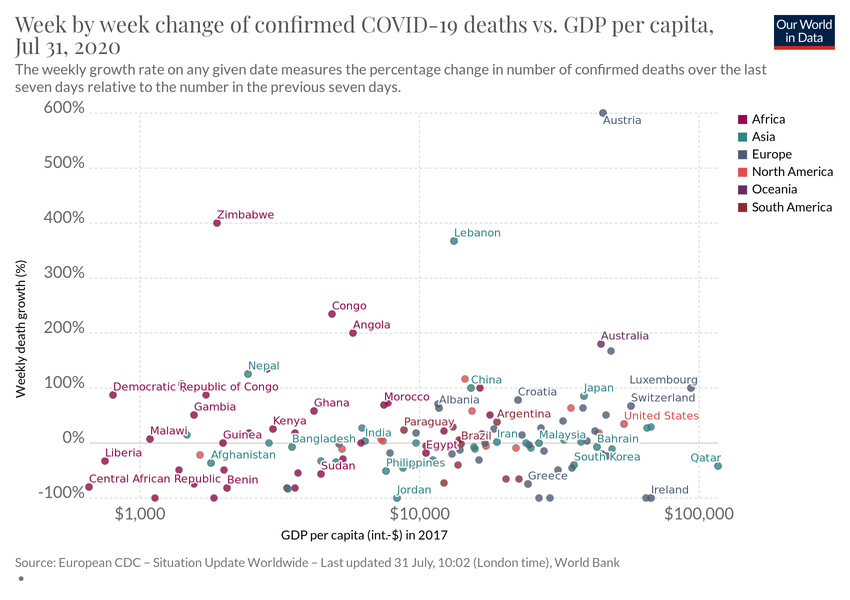 Week by week change of confirmed COVID-19 deaths vs. GDP per capita,
Jul 31, 2020
Our World
in Data
The weekly growth rate on any given date measures the percentage change in number of confirmed deaths over the last
seven days relative to the number in the previous seven days.
600%
Austria
Africa
Asia
Europe
North America
Oceania
South America
500%
400%
Zimbabwe
Lebanon
300%
Congo
Angola
200%
Australia
Nepal
100%
Democratic Republic of Congo
China
Japan
Luxembourg
Morocco
Albania
Croatia
Switzerland
Gambia
Ghana
Malawi
Kenya
Paraguay
Argentina
United States
0%
Guinea
Bangladesh
India
Egypt
Brazil
Iran
Malaysia
Bahrain
Liberia
Afghanistan
Sudan
Philippines
South Korea
Qatar
Central African Republic
Benin
Greece
-100%
Jordan
Ireland
$1,000
$10,000
$100,000
Weekly death growth (%)
GDP per capita (int.-$) in 2017
Source: European CDC – Situation Update Worldwide – Last updated 31 July, 10:02 (London time), World Bank